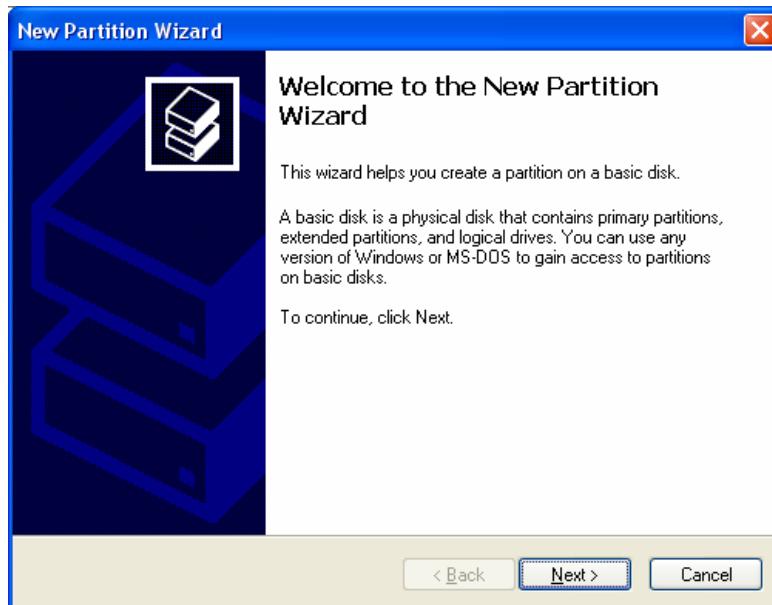 New Partition Wizard
Welcome to the New Partition
Wizard
This wizard helps you create a partition on a basic disk.
A basic disk is a physical disk that contains primary partitions,
extended partitions, and logical drives. You can use any
version of Windows or MS-DOS to gain access to partitions
on basic disks.
To continue, click Next.
< Back Next > Cancel